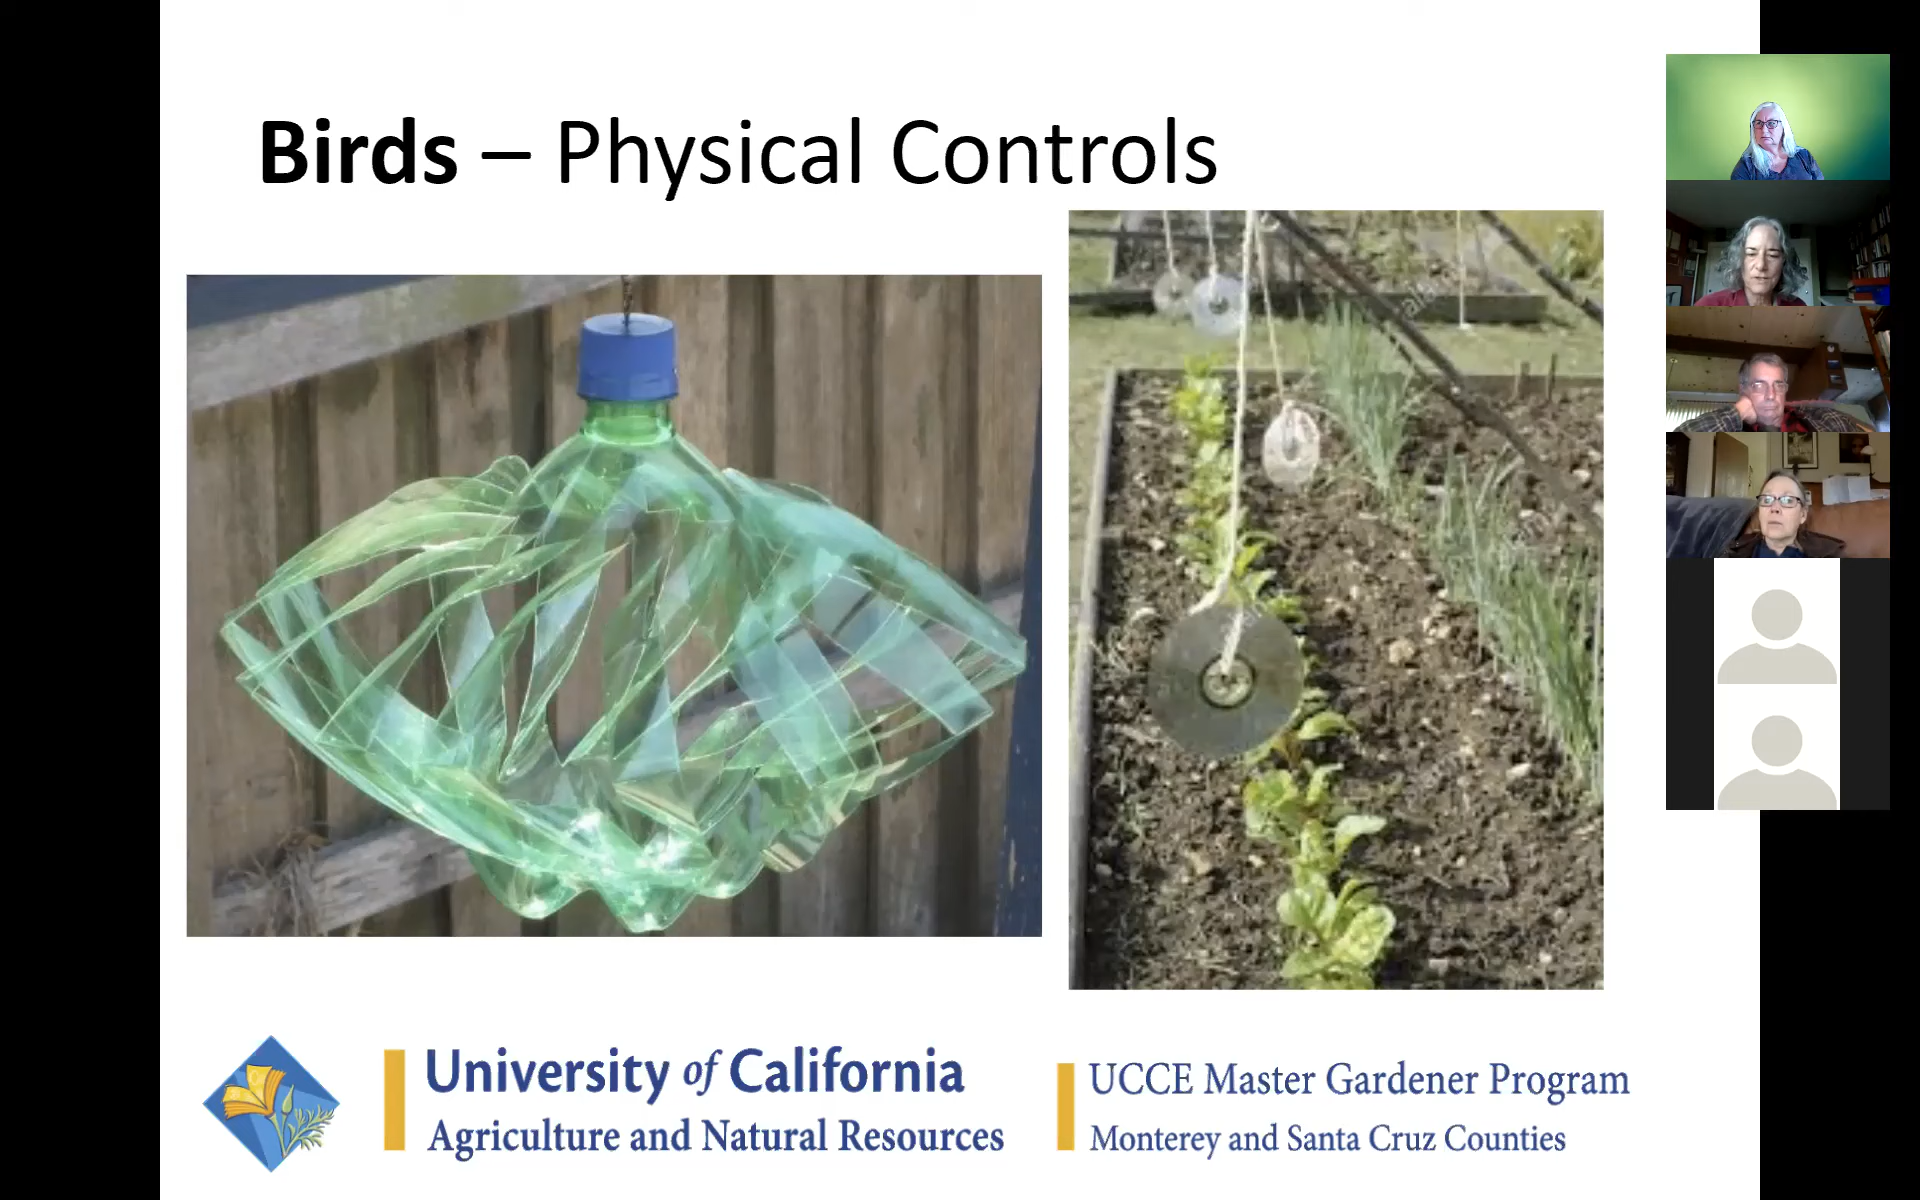 Birds – Physical Controls
University of California
Agriculture and Natural Resources
UCCE Master Gardener Program
Monterey and Santa Cruz Counties